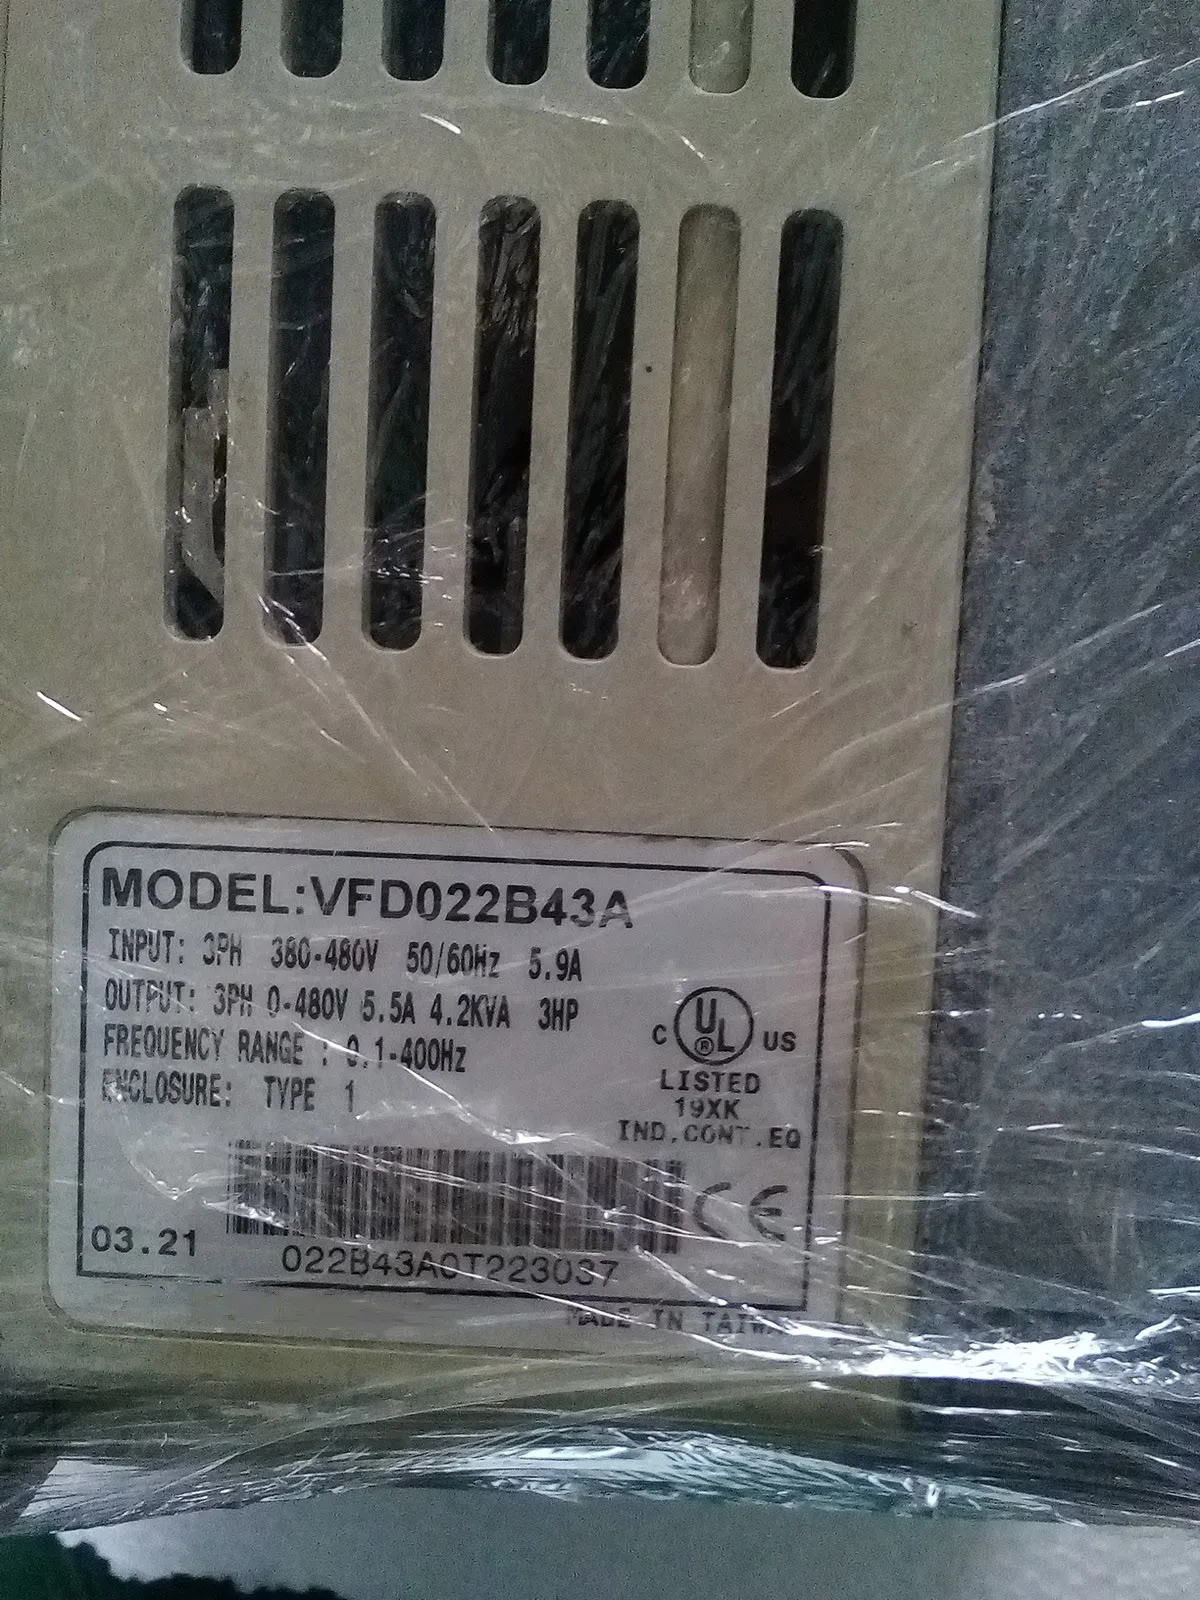 MODEL:VFD022B43A
INPUT: 3PH 380-480V 50/60Hz 5.9A
OUTPUT: 3PH 0-480V 5.5A 4.2KVA 3HP
FREQUENCY RANGE : 0.1-400Hz
ENCLOSURE: TYPE 1
C UL ® US
LISTED
19XK
IND.CONT.EQ
CE
03.21
022B43A0T223037
MADE IN TAIWAN